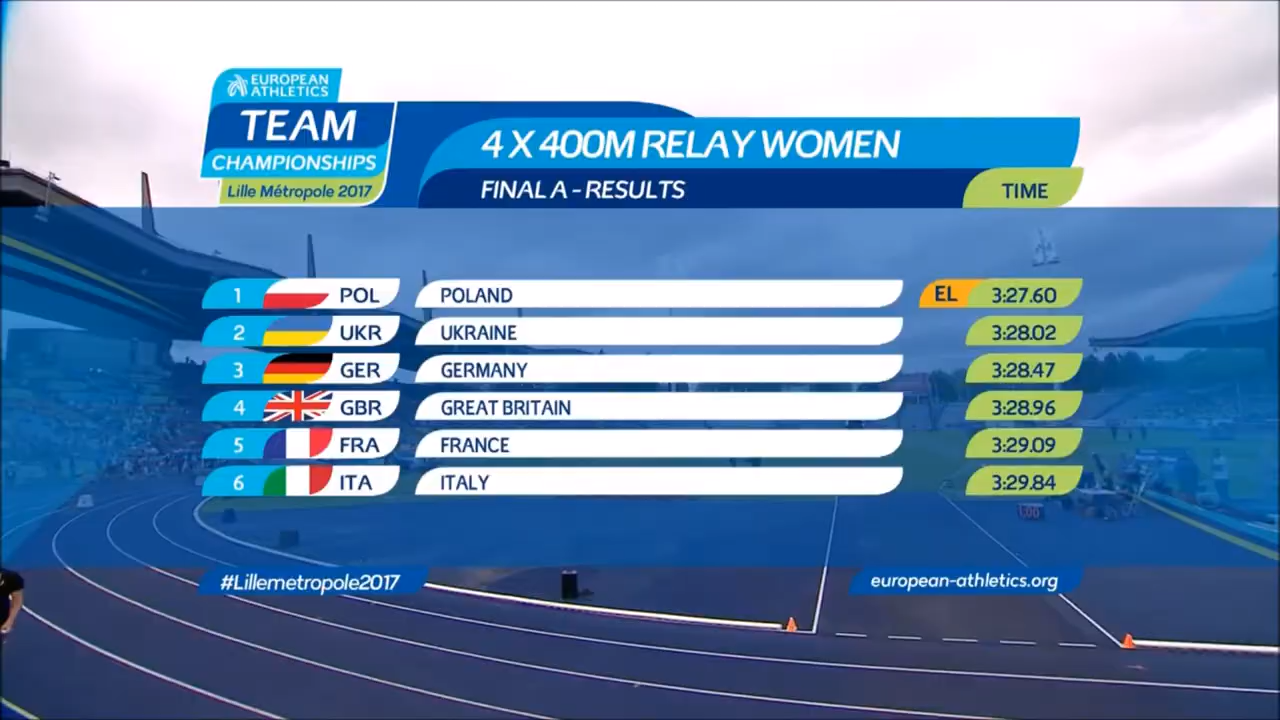 EUROPEAN
ATHLETICS
TEAM
CHAMPIONSHIPS
Lille Métropole 2017
4 X 400M RELAY WOMEN
FINAL A - RESULTS
TIME
1 POL POLAND EL 3:27.60
2 UKR UKRAINE 3:28.02
3 GER GERMANY 3:28.47
4 GBR GREAT BRITAIN 3:28.96
5 FRA FRANCE 3:29.09
6 ITA ITALY 3:29.84
#Lillemetropole2017
european-athletics.org